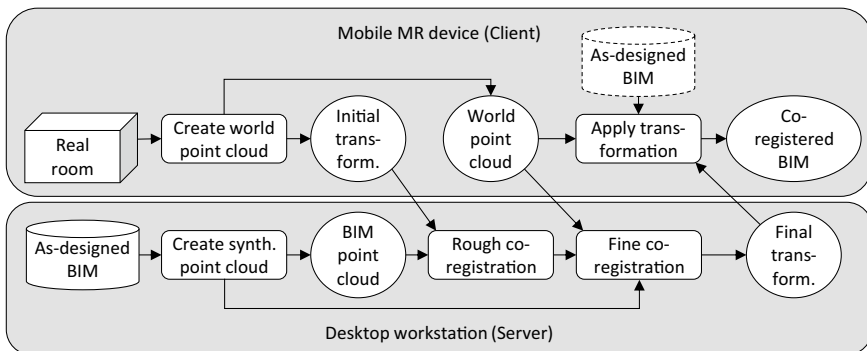 Mobile MR device (Client)
As-designed
BIM
Real
room
Create world
point cloud
Initial
trans-
form.
World
point
cloud
Apply trans-
formation
Co-
registered
BIM
As-designed
BIM
Create synth.
point cloud
BIM
point
cloud
Rough co-
registration
Fine co-
registration
Final
trans-
form.
Desktop workstation (Server)